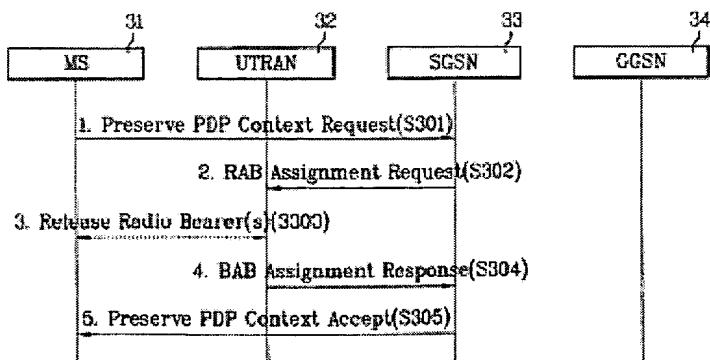 31 32 33 34
MS UTRAN SGSN GGSN
1. Preserve PDP Context Request(S301)
2. RAB Assignment Request(S302)
3. Release Radio Bearer(s)(S303)
4. BAB Assignment Response(S304)
5. Preserve PDP Context Accept(S305)